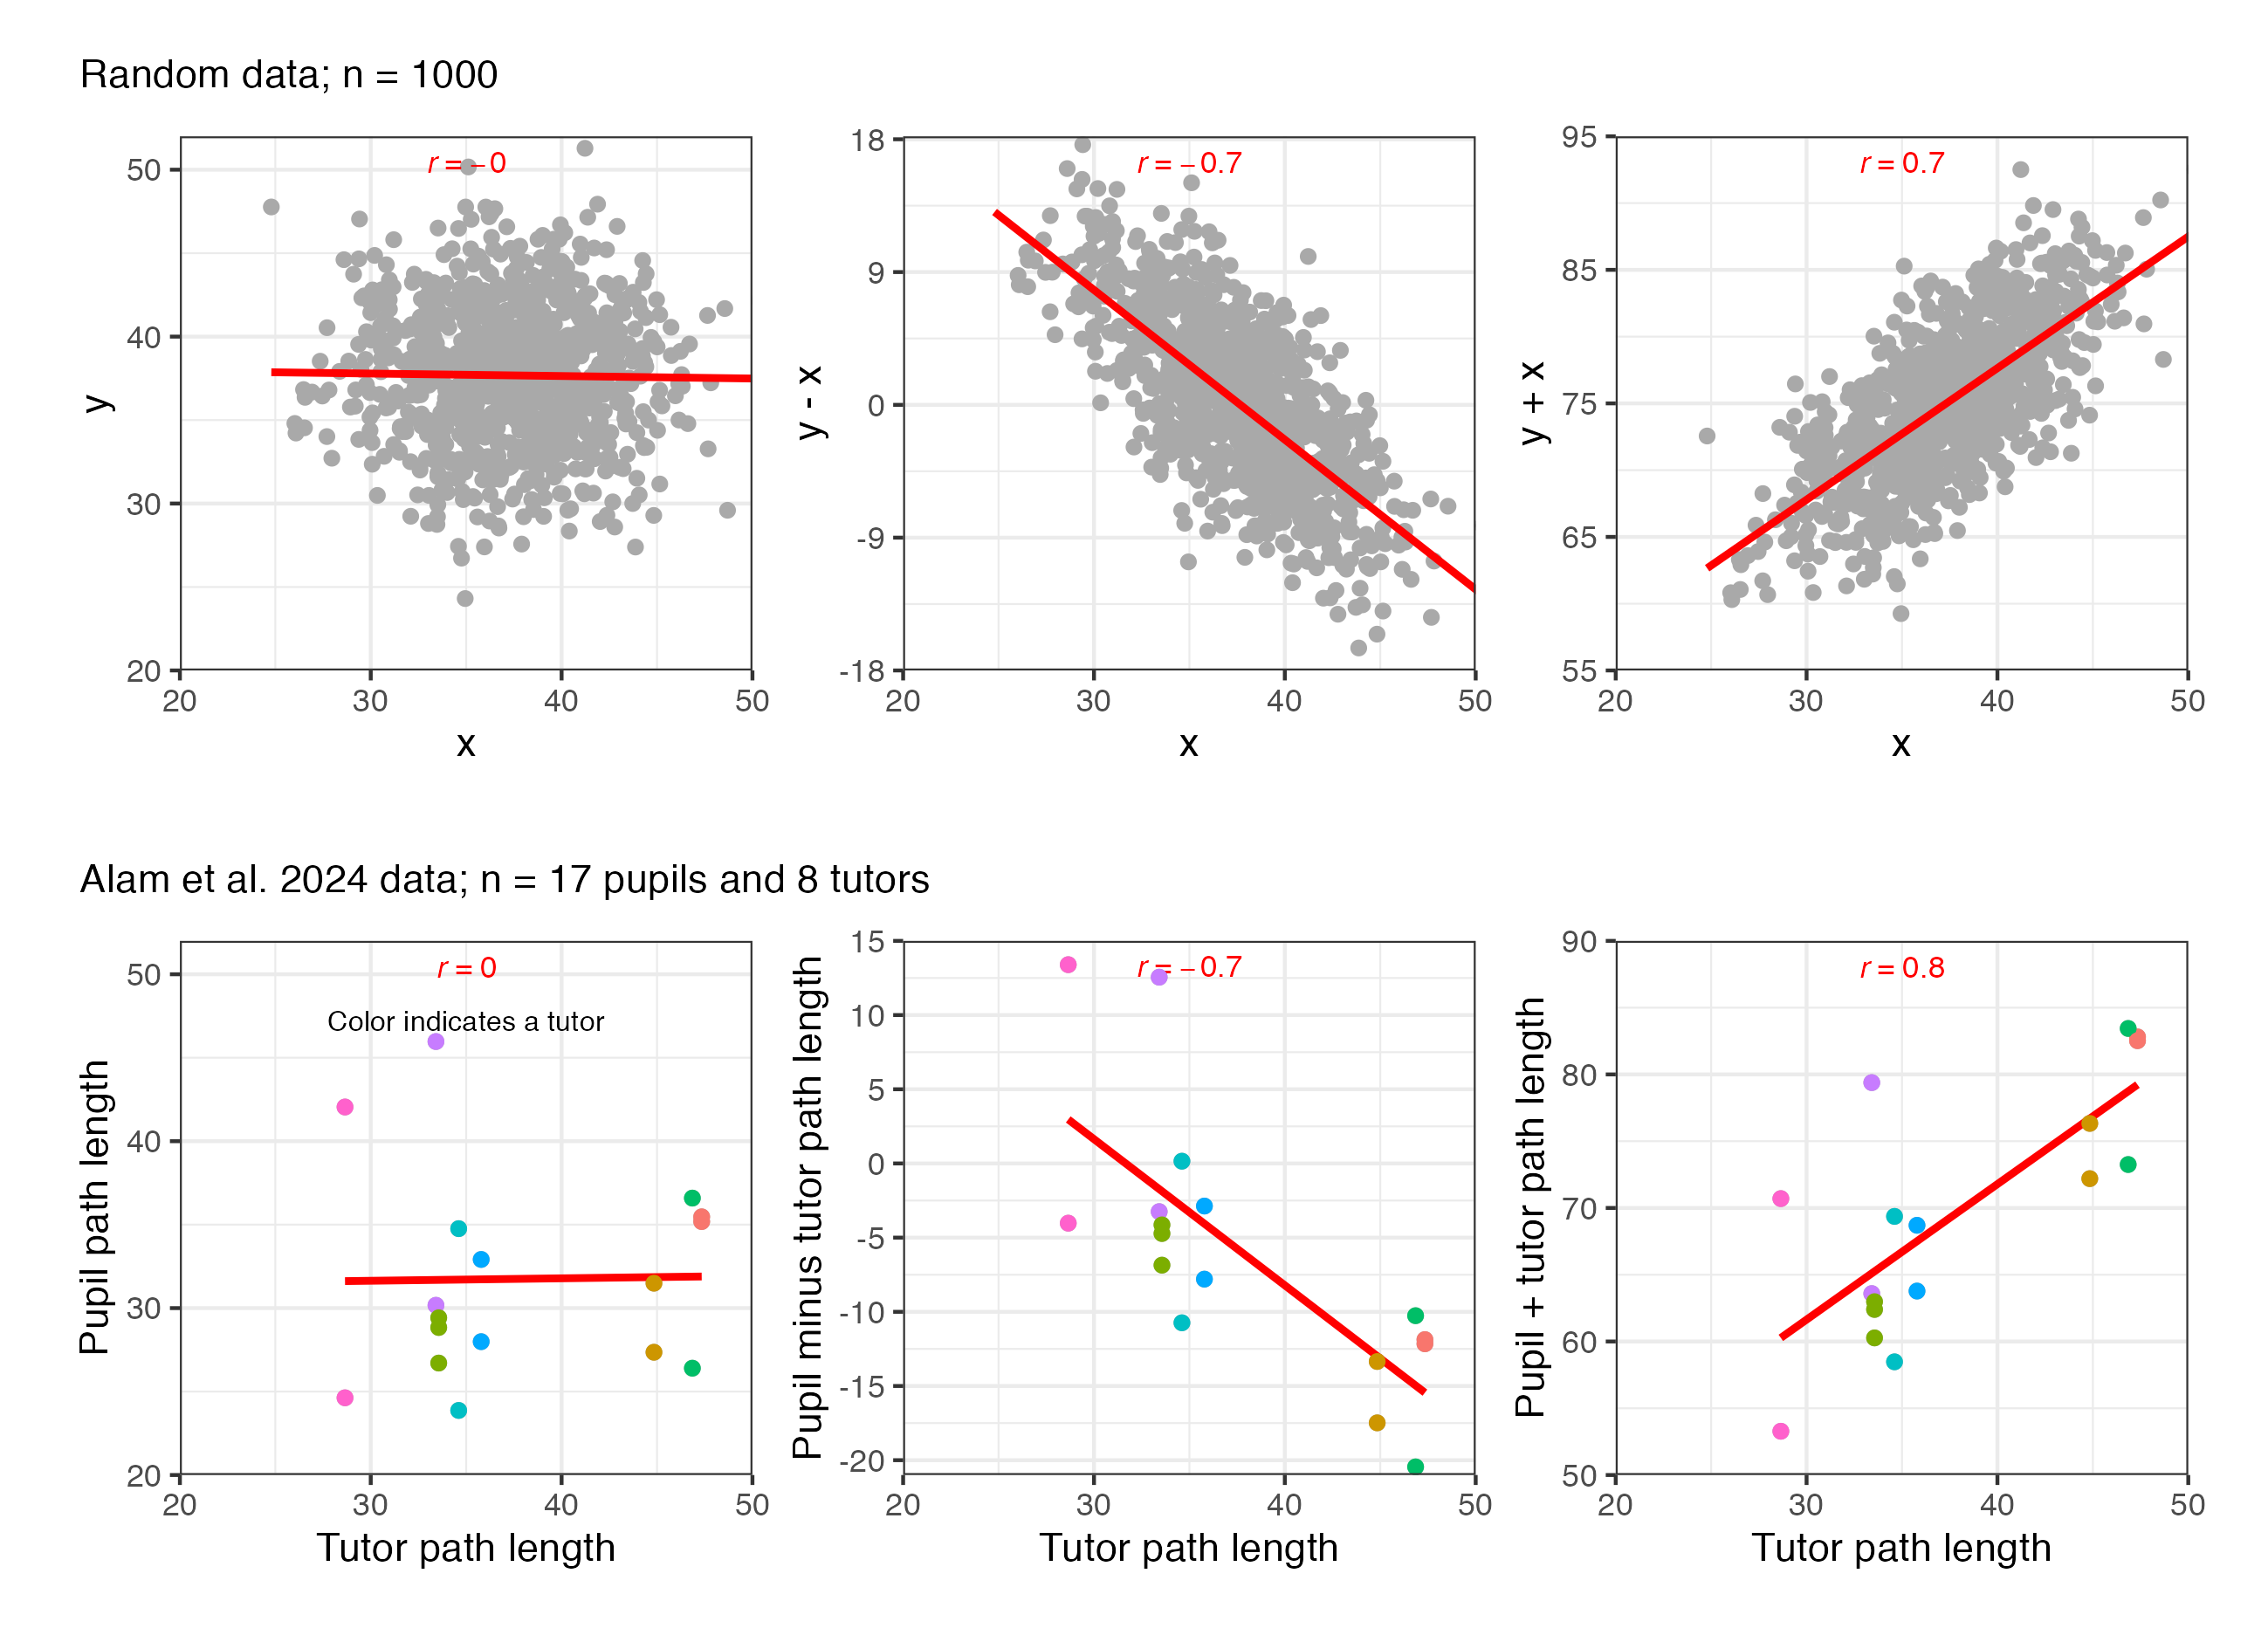 Random data; n = 1000
r = −0
r = −0.7
r = 0.7
50
40
30
20
y
20 30 40 50
x
18
9
0
-9
-18
y - x
20 30 40 50
x
95
85
75
65
55
y + x
20 30 40 50
x
Alam et al. 2024 data; n = 17 pupils and 8 tutors
r = 0
Color indicates a tutor
50
40
30
20
Pupil path length
20 30 40 50
Tutor path length
r = −0.7
15
10
5
0
-5
-10
-15
-20
Pupil minus tutor path length
20 30 40 50
Tutor path length
r = 0.8
90
80
70
60
50
Pupil + tutor path length
20 30 40 50
Tutor path length